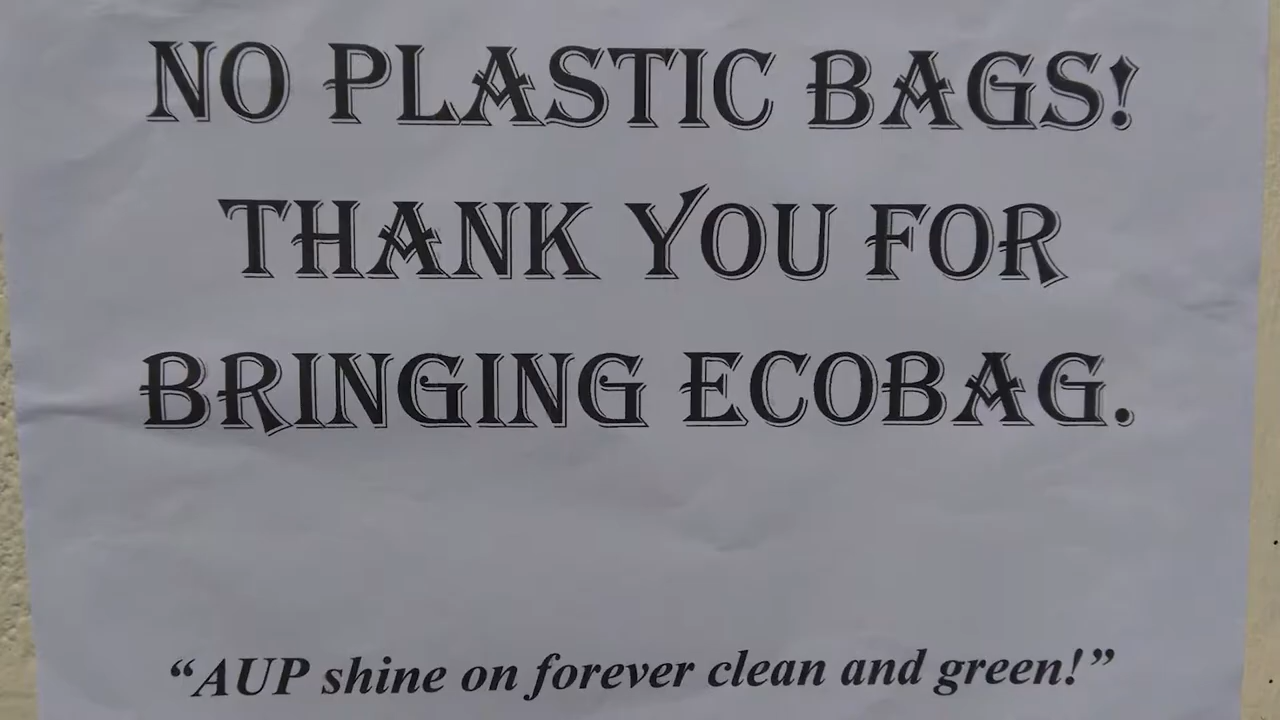 NO PLASTIC BAGS!
THANK YOU FOR
BRINGING ECOBAG.
“AUP shine on forever clean and green!”